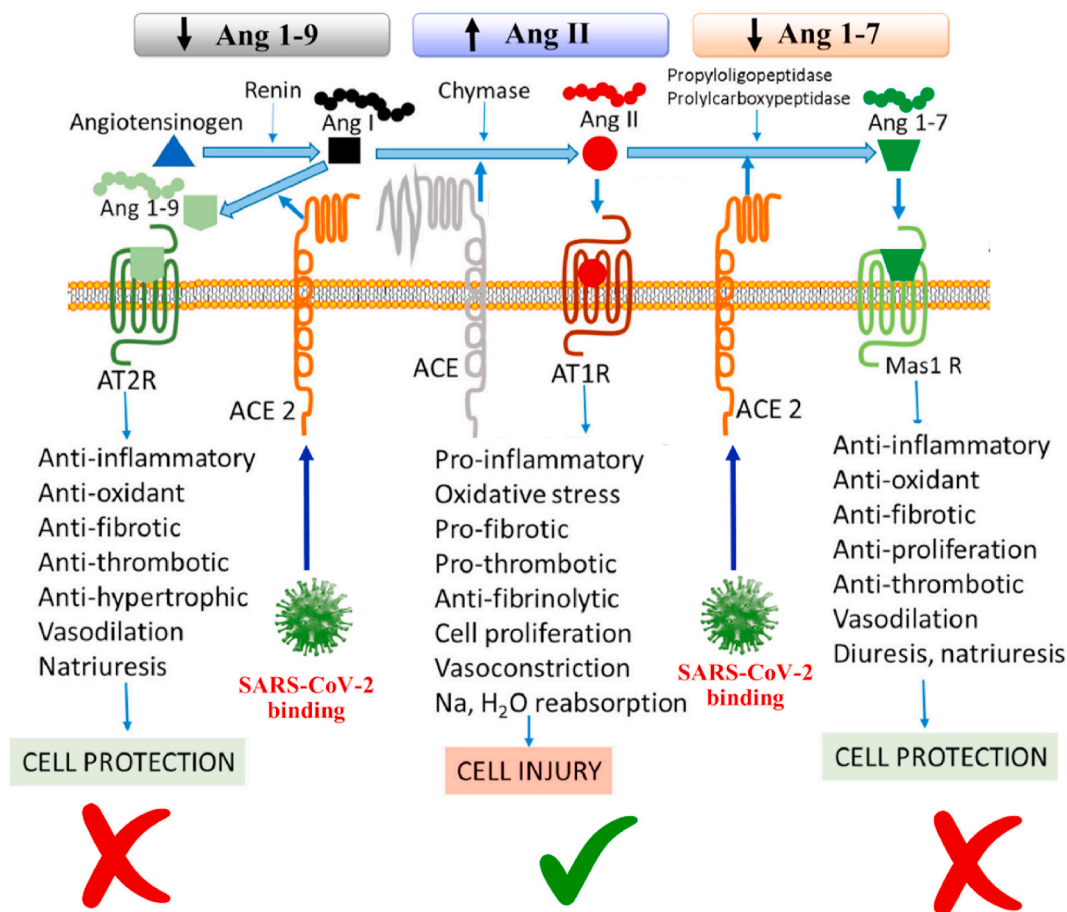 ↓ Ang 1-9
↑ Ang II
↓ Ang 1-7
Renin
Chymase
Propyloligopeptidase
Prolylcarboxypeptidase
Angiotensinogen
Ang I
Ang II
Ang 1-7
Ang 1-9
AT2R
ACE 2
ACE
AT1R
ACE 2
Mas1 R
Anti-inflammatory
Anti-oxidant
Anti-fibrotic
Anti-thrombotic
Anti-hypertrophic
Vasodilation
Natriuresis
CELL PROTECTION
SARS-CoV-2
binding
Pro-inflammatory
Oxidative stress
Pro-fibrotic
Pro-thrombotic
Anti-fibrinolytic
Cell proliferation
Vasoconstriction
Na, H₂O reabsorption
CELL INJURY
SARS-CoV-2
binding
Anti-inflammatory
Anti-oxidant
Anti-fibrotic
Anti-proliferation
Anti-thrombotic
Vasodilation
Diuresis, natriuresis
CELL PROTECTION